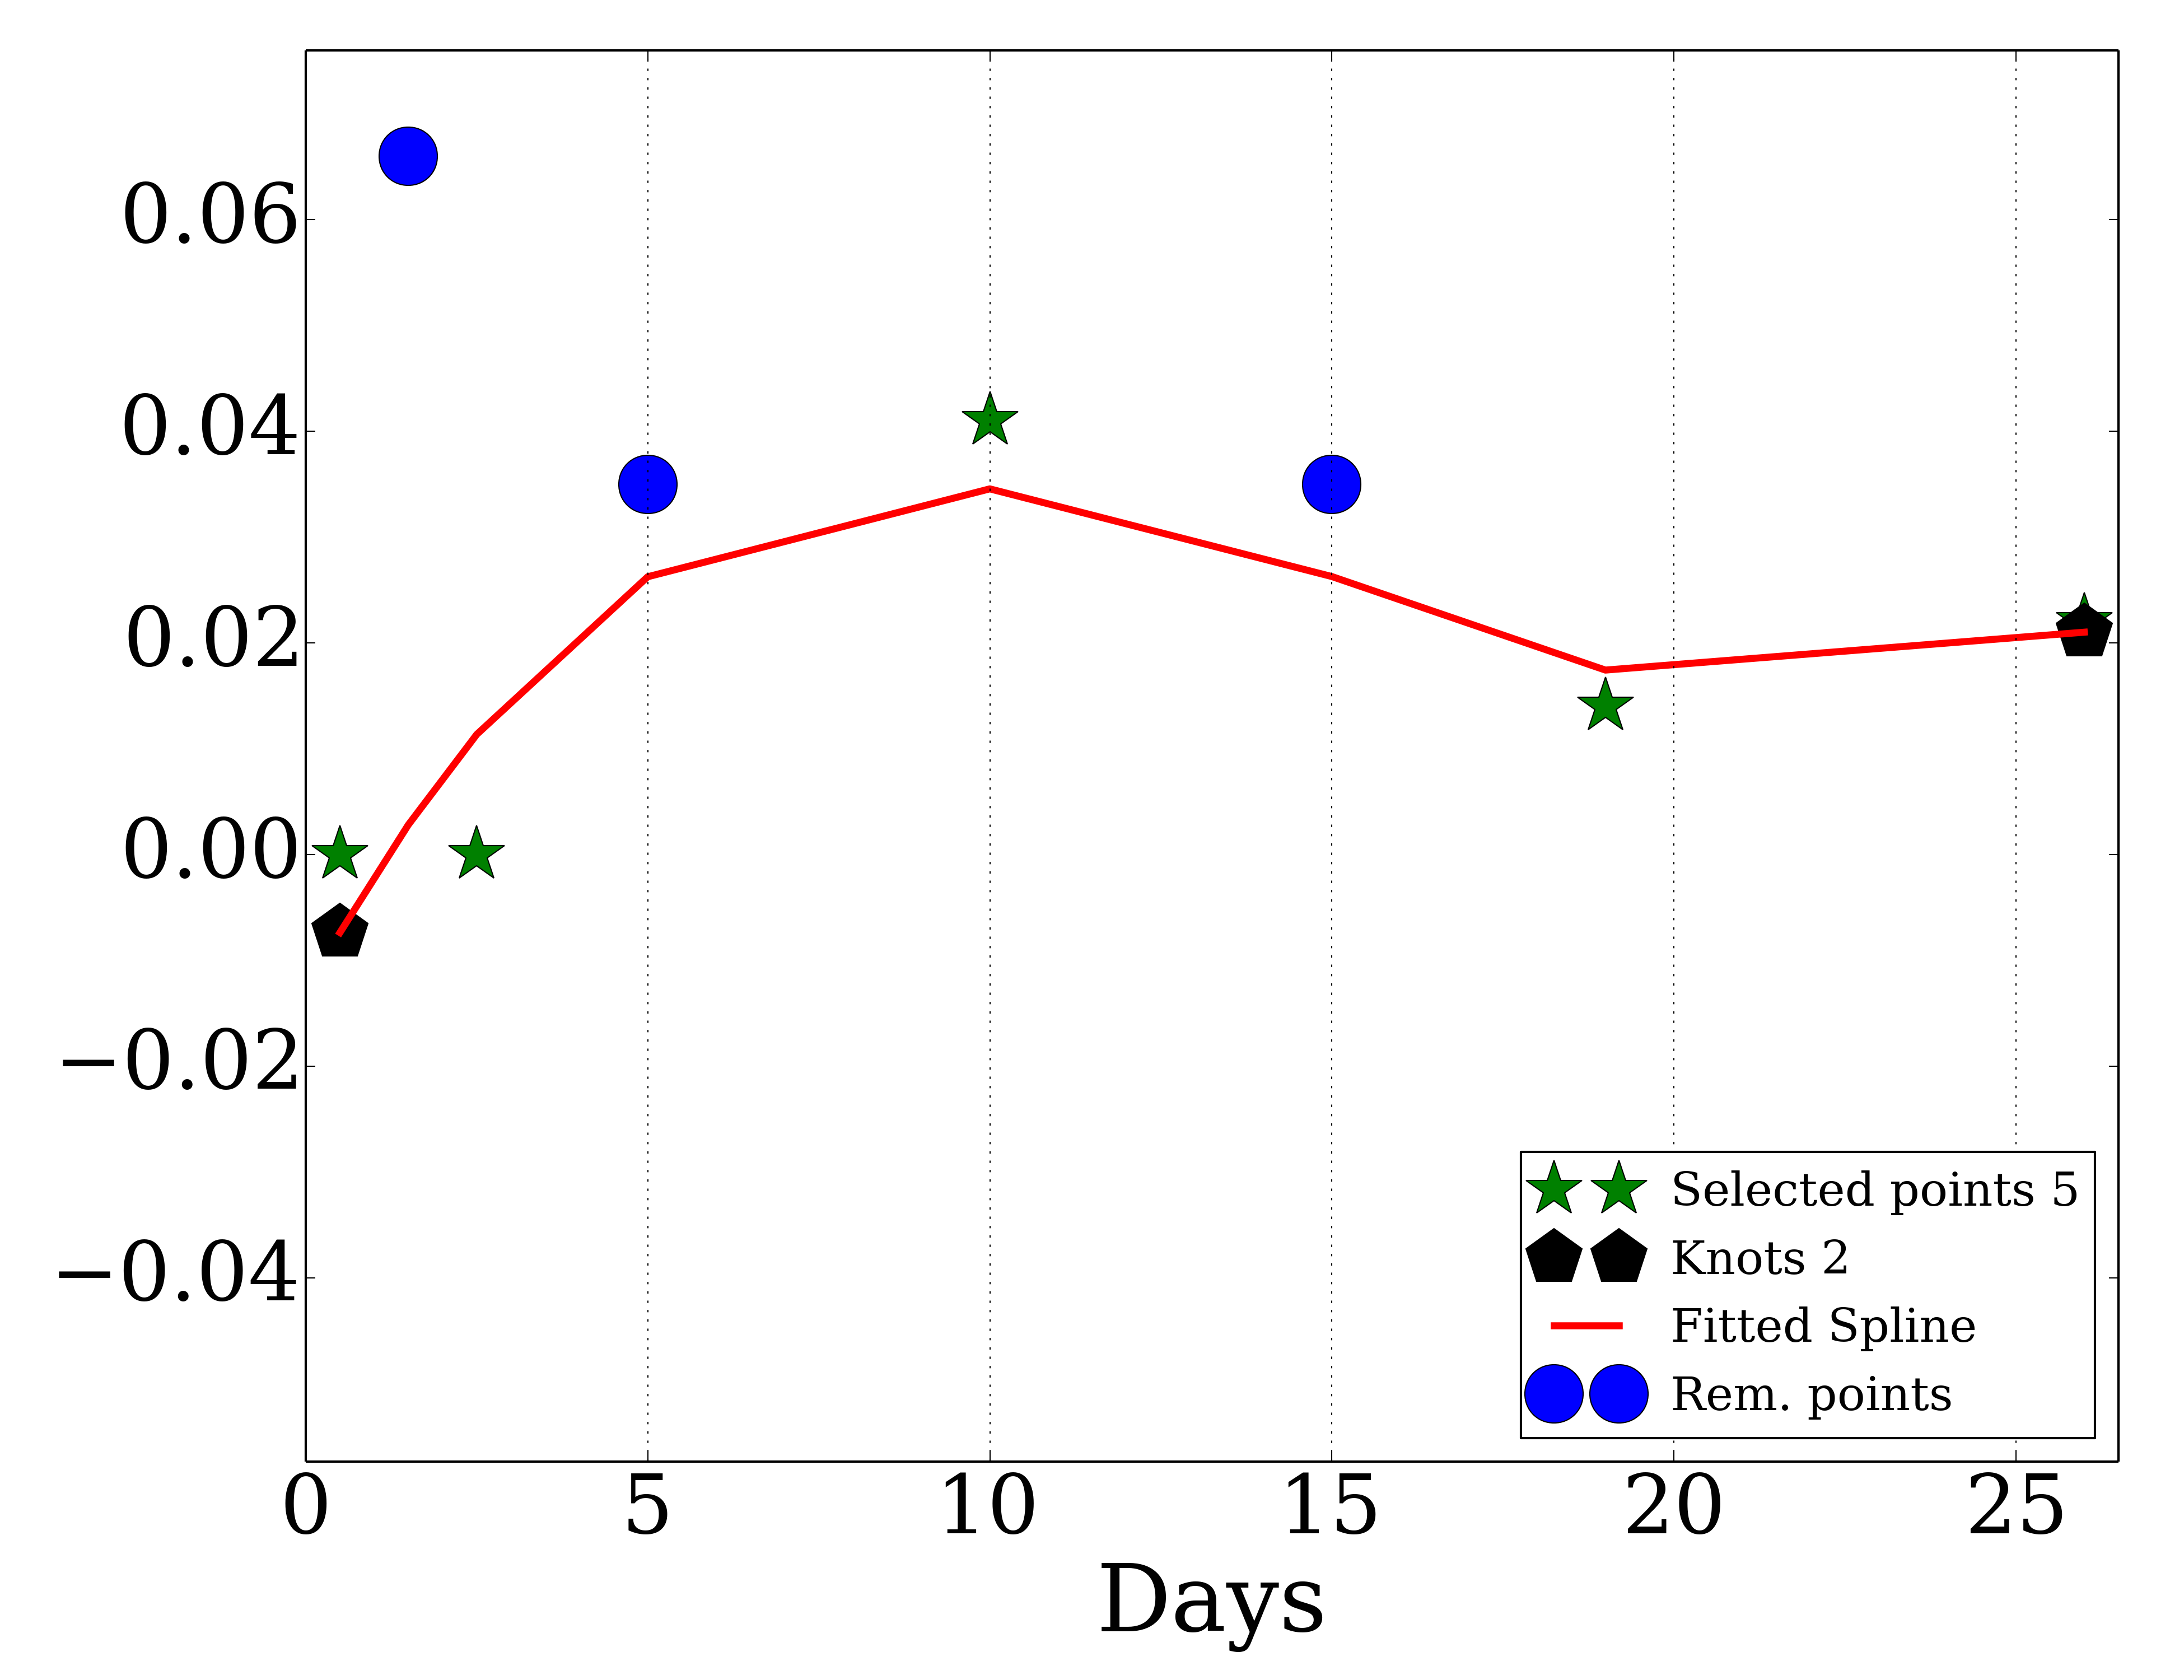 0.06
0.04
0.02
0.00
−0.02
−0.04
Selected points 5
Knots 2
Fitted Spline
Rem. points
0 5 10 15 20 25
Days